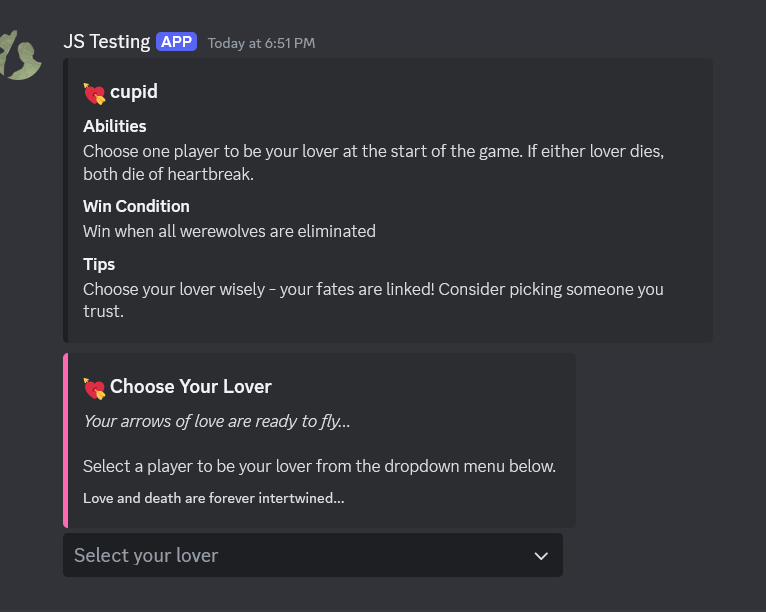 JS Testing APP Today at 6:51 PM
💘 cupid
Abilities
Choose one player to be your lover at the start of the game. If either lover dies,
both die of heartbreak.
Win Condition
Win when all werewolves are eliminated
Tips
Choose your lover wisely - your fates are linked! Consider picking someone you
trust.
💘 Choose Your Lover
Your arrows of love are ready to fly...
Select a player to be your lover from the dropdown menu below.
Love and death are forever intertwined...
Select your lover